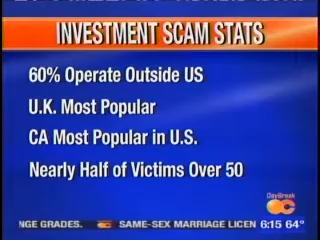 INVESTMENT SCAM STATS
60% Operate Outside US
U.K. Most Popular
CA Most Popular in U.S.
Nearly Half of Victims Over 50
DayBreak
NGE GRADES. SAME-SEX MARRIAGE LICEN 6:15 64°